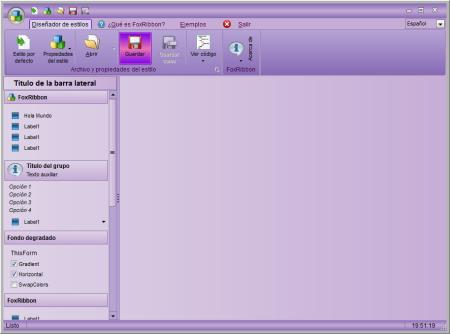 Diseñador de estilos ¿Qué es FoxRibbon? Ejemplos Salir Español
Estilo por defecto
Propiedades del estilo
Abrir
Guardar
Guardar como
Ver código
Acerca de
Archivo y propiedades del estilo
FoxRibbon
Título de la barra lateral
FoxRibbon
Hola Mundo
Label1
Label1
Label1
Título del grupo
Texto auxiliar
Opción 1
Opción 2
Opción 3
Opción 4
Label1
Fondo degradado
ThisForm
Gradient
Horizontal
SwapColors
FoxRibbon
Label1
Listo
19:51:19